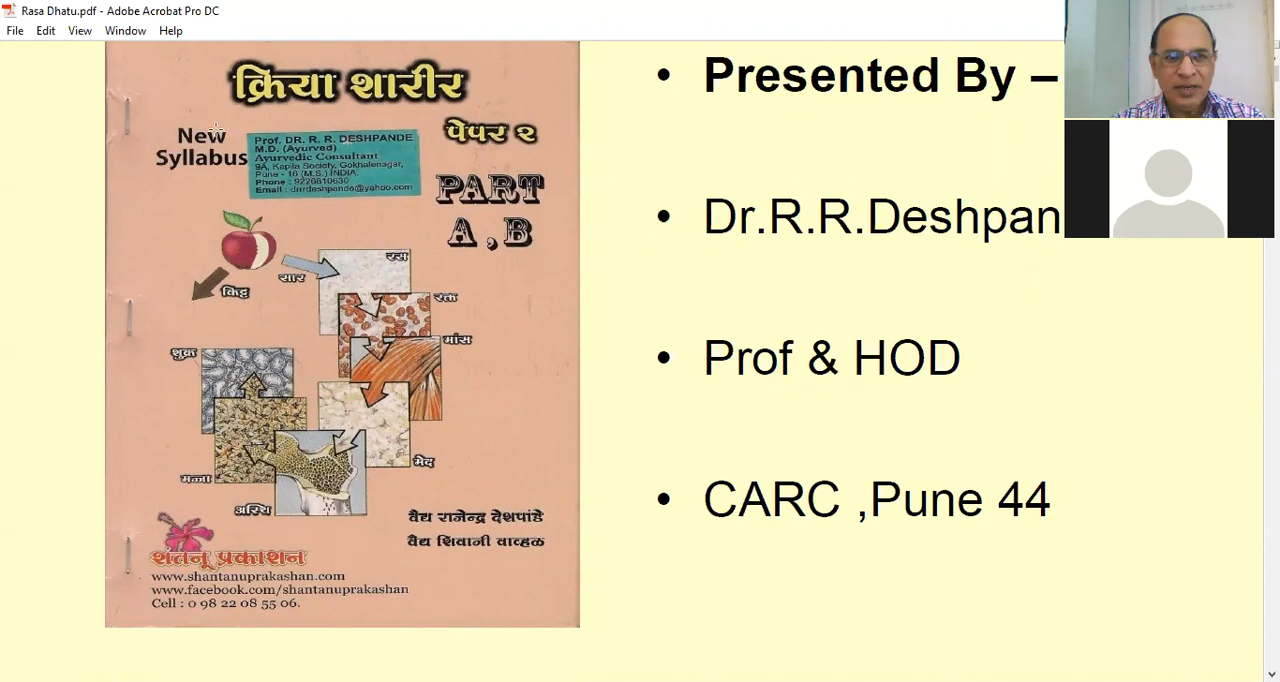 Rasa Dhatu.pdf - Adobe Acrobat Pro DC
File Edit View Window Help
क्रिया शारीर
New
Syllabus
Prof. DR. R. R. DESHPANDE
M.D. (Ayurved)
Ayurvedic Consultant
9A, Kapila Society, Gokhalenagar,
Pune - 16 (M.S.) INDIA.
Phone : 9226810630
Email : drrrdeshpande@yahoo.com
पेपर २
PART
A , B
रस
सार
किट्ट
रक्त
मांस
शुक्र
मेद
मज्जा
अस्थि
वैद्य राजेन्द्र देशपांडे
वैद्य शिवानी वाव्हळ
शंतनू प्रकाशन
www.shantanuprakashan.com
www.facebook.com/shantanuprakashan
Cell : 0 98 22 08 55 06.
• Presented By –
• Dr.R.R.Deshpan
• Prof & HOD
• CARC ,Pune 44